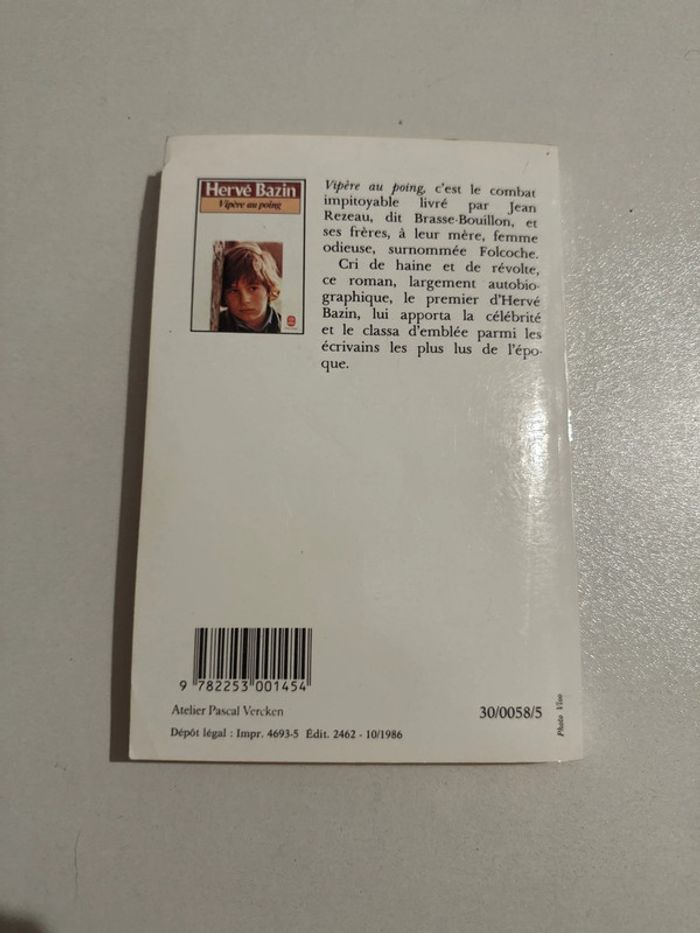 Hervé Bazin
Vipère au poing
Vipère au poing, c'est le combat
impitoyable livré par Jean
Rezeau, dit Brasse-Bouillon, et
ses frères, à leur mère, femme
odieuse, surnommée Folcoche.
Cri de haine et de révolte,
ce roman, largement autobio-
graphique, le premier d'Hervé
Bazin, lui apporta la célébrité
et le classa d'emblée parmi les
écrivains les plus lus de l'épo-
que.
9 782253 001454
Atelier Pascal Vercken
30/0058/5
Dépôt légal : Impr. 4693-5 Édit. 2462 - 10/1986
Photo Vloo